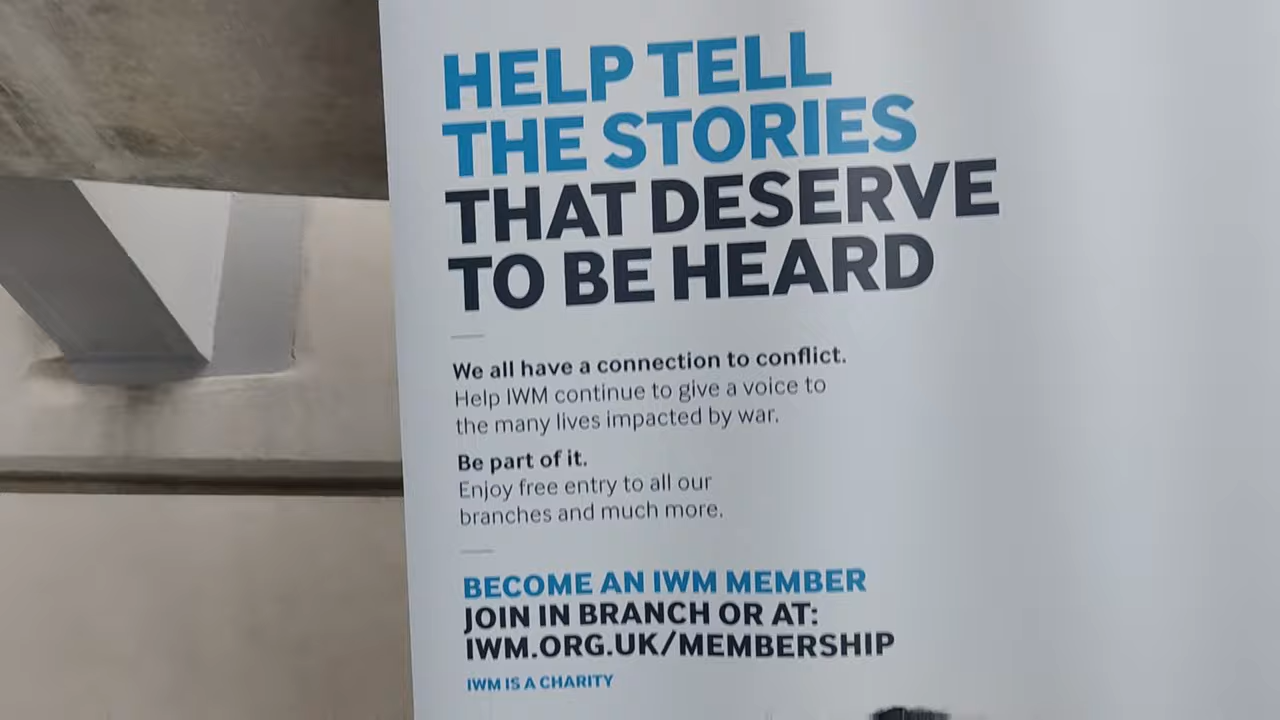 HELP TELL
THE STORIES
THAT DESERVE
TO BE HEARD
We all have a connection to conflict.
Help IWM continue to give a voice to
the many lives impacted by war.
Be part of it.
Enjoy free entry to all our
branches and much more.
BECOME AN IWM MEMBER
JOIN IN BRANCH OR AT:
IWM.ORG.UK/MEMBERSHIP
IWM IS A CHARITY